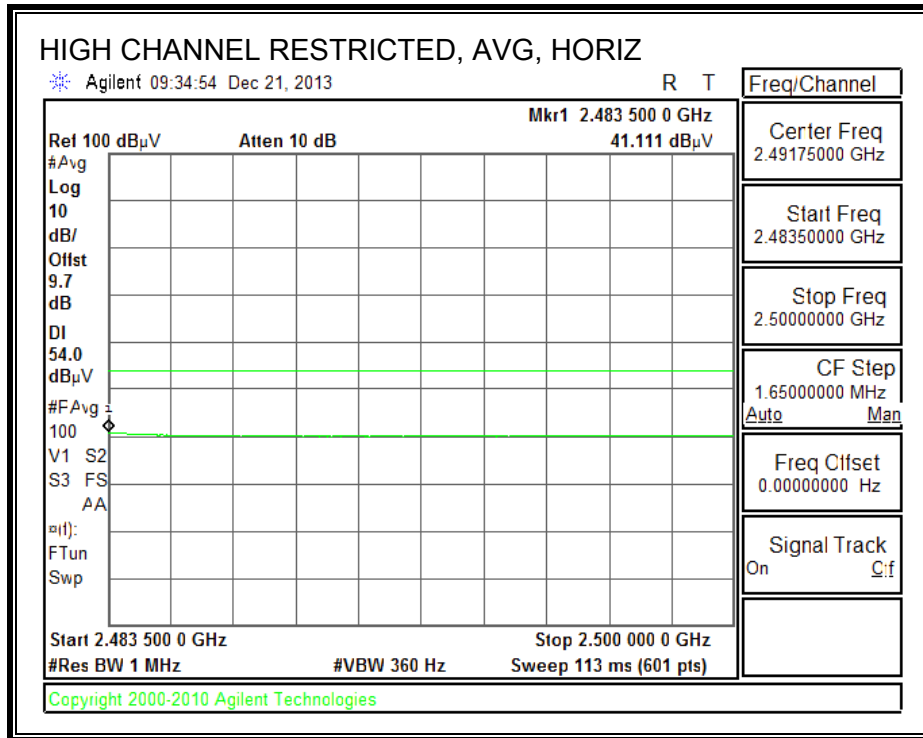 HIGH CHANNEL RESTRICTED, AVG, HORIZ
Agilent 09:34:54 Dec 21, 2013 R T
Freq/Channel
Mkr1 2.483 500 0 GHz
Ref 100 dBµV Atten 10 dB 41.111 dBµV
#Avg
Log
10
dB/
Offst
9.7
dB
DI
54.0
dBµV
#FAvg 1
100
V1 S2
S3 FS
AA
¤(f):
FTun
Swp
Start 2.483 500 0 GHz Stop 2.500 000 0 GHz
#Res BW 1 MHz #VBW 360 Hz Sweep 113 ms (601 pts)
Center Freq
2.49175000 GHz
Start Freq
2.48350000 GHz
Stop Freq
2.50000000 GHz
CF Step
1.65000000 MHz
Auto Man
Freq Offset
0.00000000 Hz
Signal Track
On Off
Copyright 2000-2010 Agilent Technologies